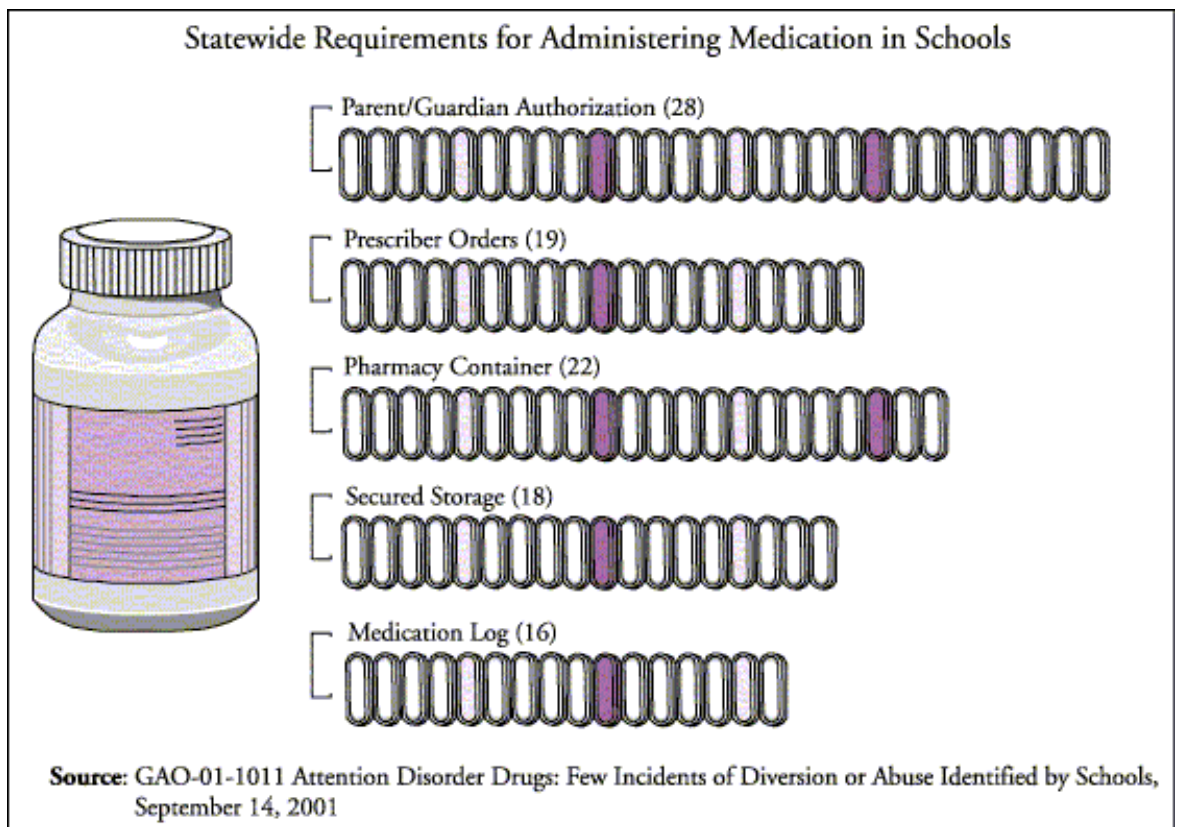 Statewide Requirements for Administering Medication in Schools
Parent/Guardian Authorization (28)
Prescriber Orders (19)
Pharmacy Container (22)
Secured Storage (18)
Medication Log (16)
Source: GAO-01-1011 Attention Disorder Drugs: Few Incidents of Diversion or Abuse Identified by Schools,
September 14, 2001